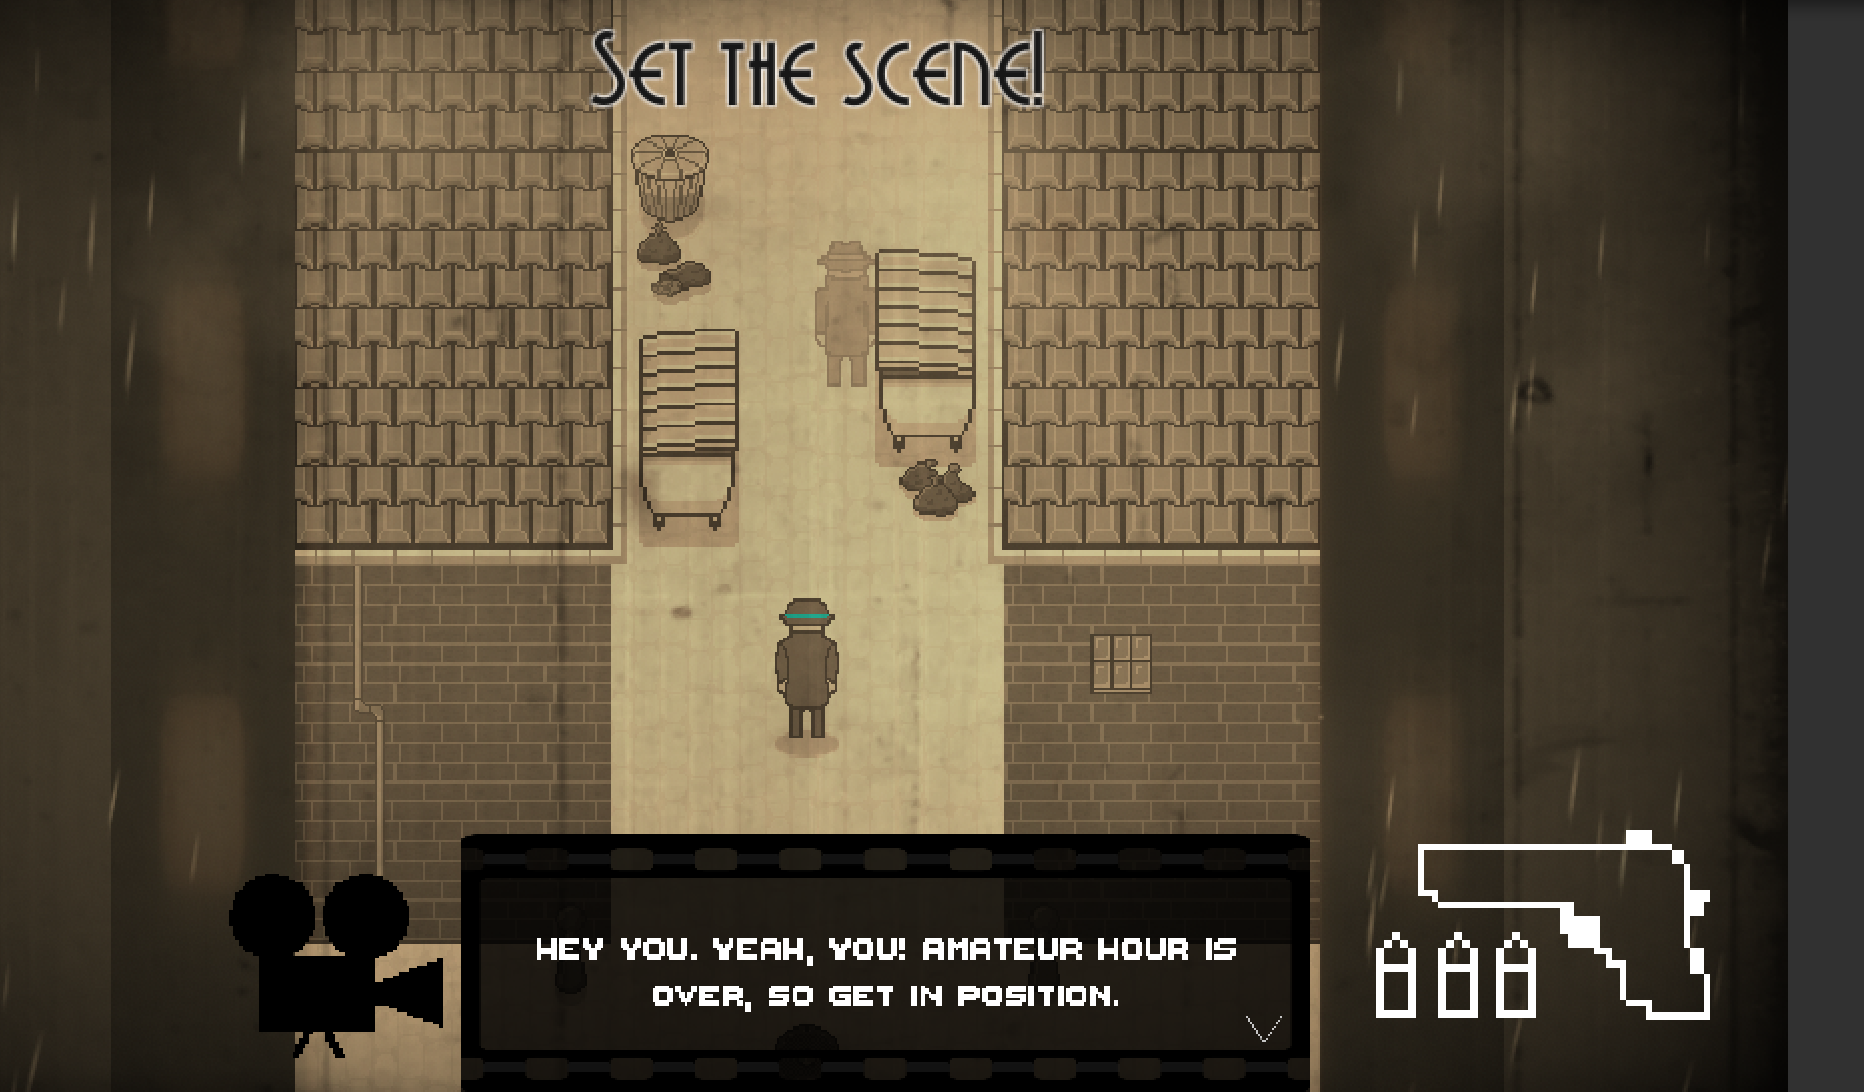 SET THE SCENE!
HEY YOU. YEAH, YOU! AMATEUR HOUR IS
OVER, SO GET IN POSITION.